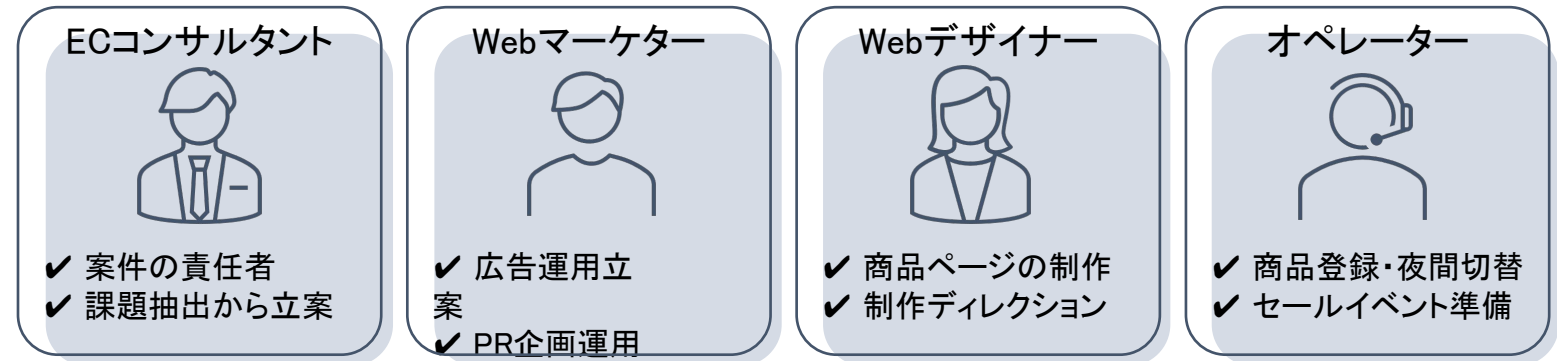 ECコンサルタント
✔ 案件の責任者
✔ 課題抽出から立案
Webマーケター
✔ 広告運用立
案
✔ PR企画運用
Webデザイナー
✔ 商品ページの制作
✔ 制作ディレクション
オペレーター
✔ 商品登録・夜間切替
✔ セールイベント準備